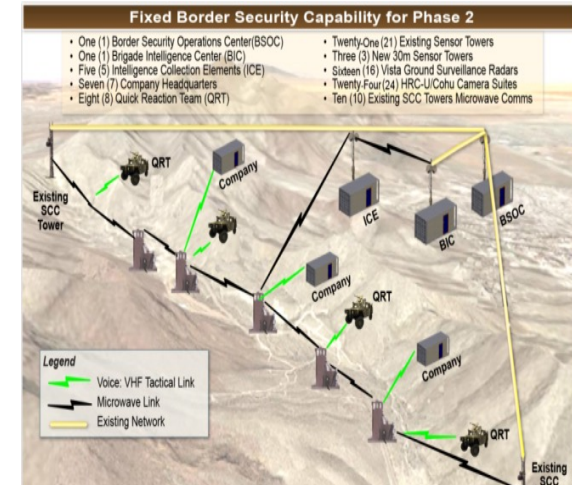 Fixed Border Security Capability for Phase 2
• One (1) Border Security Operations Center(BSOC)
• One (1) Brigade Intelligence Center (BIC)
• Five (5) Intelligence Collection Elements (ICE)
• Seven (7) Company Headquarters
• Eight (8) Quick Reaction Team (QRT)
• Twenty-One (21) Existing Sensor Towers
• Three (3) New 30m Sensor Towers
• Sixteen (16) Vista Ground Surveillance Radars
• Twenty-Four(24) HRC-U/Cohu Camera Suites
• Ten (10) Existing SCC Towers Microwave Comms
QRT
Company
Existing
SCC
Tower
ICE
BIC
BSOC
Company
QRT
Company
QRT
Legend
Voice: VHF Tactical Link
Microwave Link
Existing Network
Existing
SCC